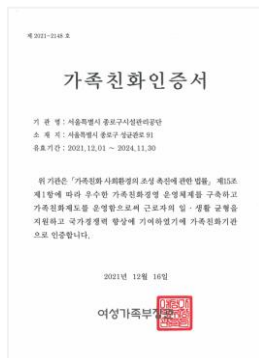 제 2021-2148 호
가족친화인증서
기 관 명 : 서울특별시 종로구시설관리공단
소 재 지 : 서울특별시 종로구 성균관로 91
유효기간 : 2021.12.01 ~ 2024.11.30
위 기관은 「가족친화 사회환경의 조성 촉진에 관한 법률」 제15조
제1항에 따라 우수한 가족친화경영 운영체제를 구축하고
가족친화제도를 운영함으로써 근로자의 일·생활 균형을
지원하고 국가경쟁력 향상에 기여하였기에 가족친화기관
으로 인증합니다.
2021년 12월 16일
여성가족부장관